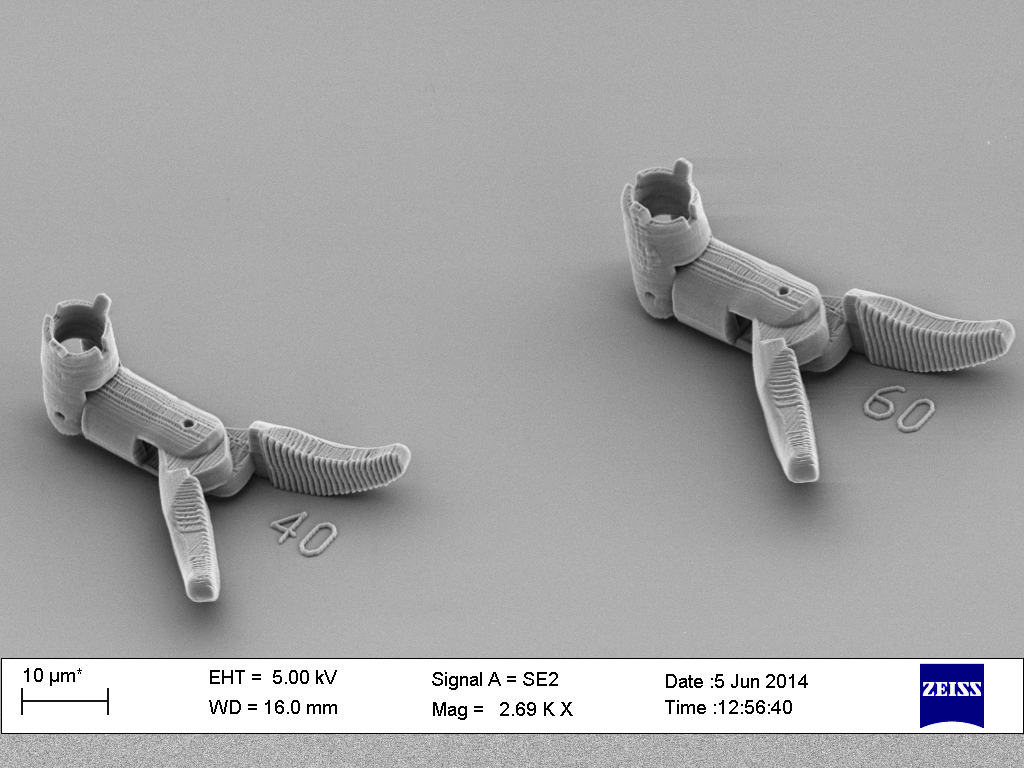 60
40
10 µm*
EHT = 5.00 kV
Signal A = SE2
Date :5 Jun 2014
ZEISS
WD = 16.0 mm
Mag = 2.69 K X
Time :12:56:40